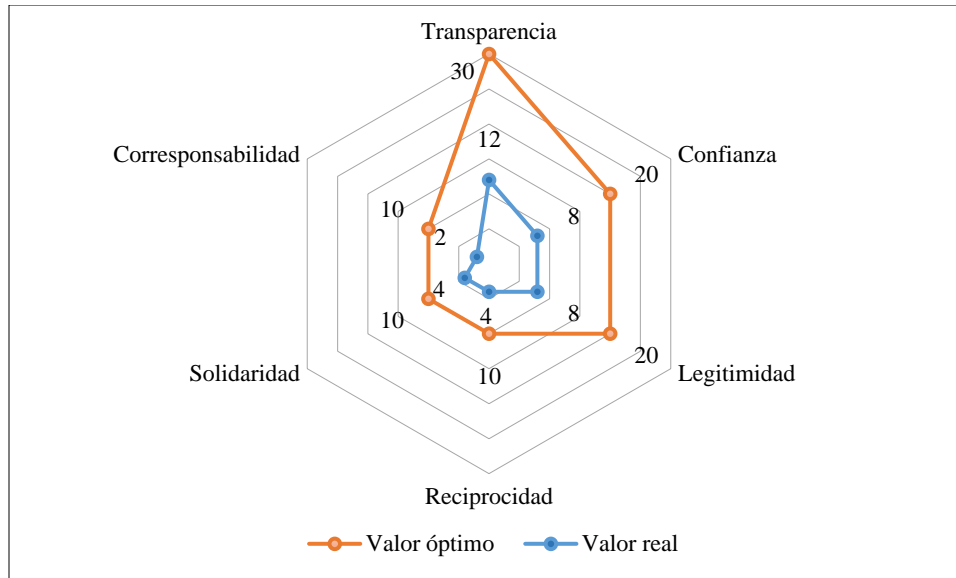 Transparencia
30
12
Corresponsabilidad
Confianza
20
10
8
2
4
8
10
4
20
Solidaridad
Legitimidad
10
Reciprocidad
Valor óptimo
Valor real